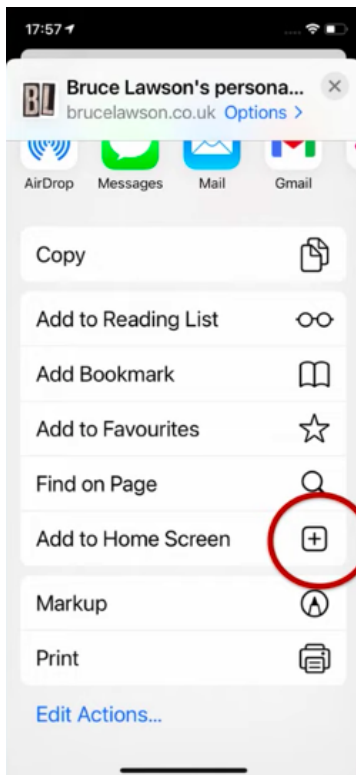 17:57
BL
Bruce Lawson's persona...
brucelawson.co.uk Options >
AirDrop
Messages
Mail
Gmail
Copy
Add to Reading List
Add Bookmark
Add to Favourites
Find on Page
Add to Home Screen
Markup
Print
Edit Actions...